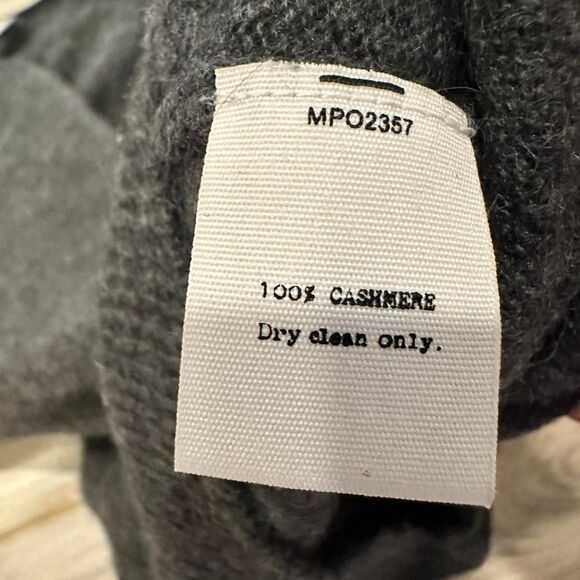 MPO2357
100% CASHMERE
Dry clean only.